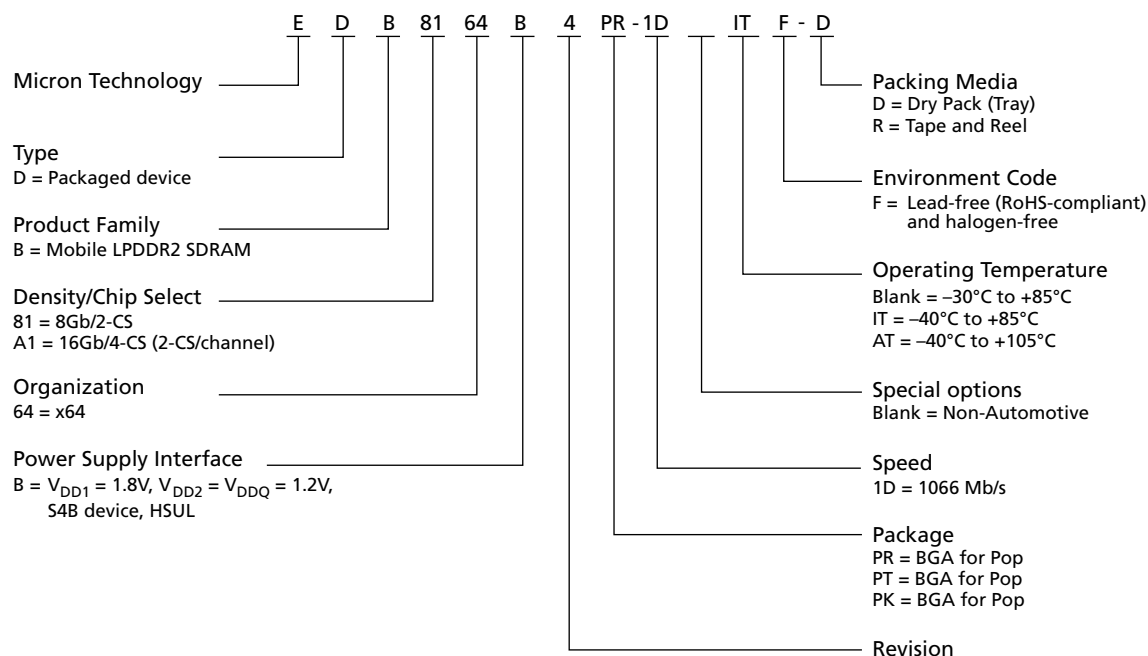 E D B 81 64 B 4 PR - 1D IT F - D
Micron Technology
Type
D = Packaged device
Product Family
B = Mobile LPDDR2 SDRAM
Density/Chip Select
81 = 8Gb/2-CS
A1 = 16Gb/4-CS (2-CS/channel)
Organization
64 = x64
Power Supply Interface
B = VDD1 = 1.8V, VDD2 = VDDQ = 1.2V,
S4B device, HSUL
Packing Media
D = Dry Pack (Tray)
R = Tape and Reel
Environment Code
F = Lead-free (RoHS-compliant)
and halogen-free
Operating Temperature
Blank = –30°C to +85°C
IT = –40°C to +85°C
AT = –40°C to +105°C
Special options
Blank = Non-Automotive
Speed
1D = 1066 Mb/s
Package
PR = BGA for Pop
PT = BGA for Pop
PK = BGA for Pop
Revision